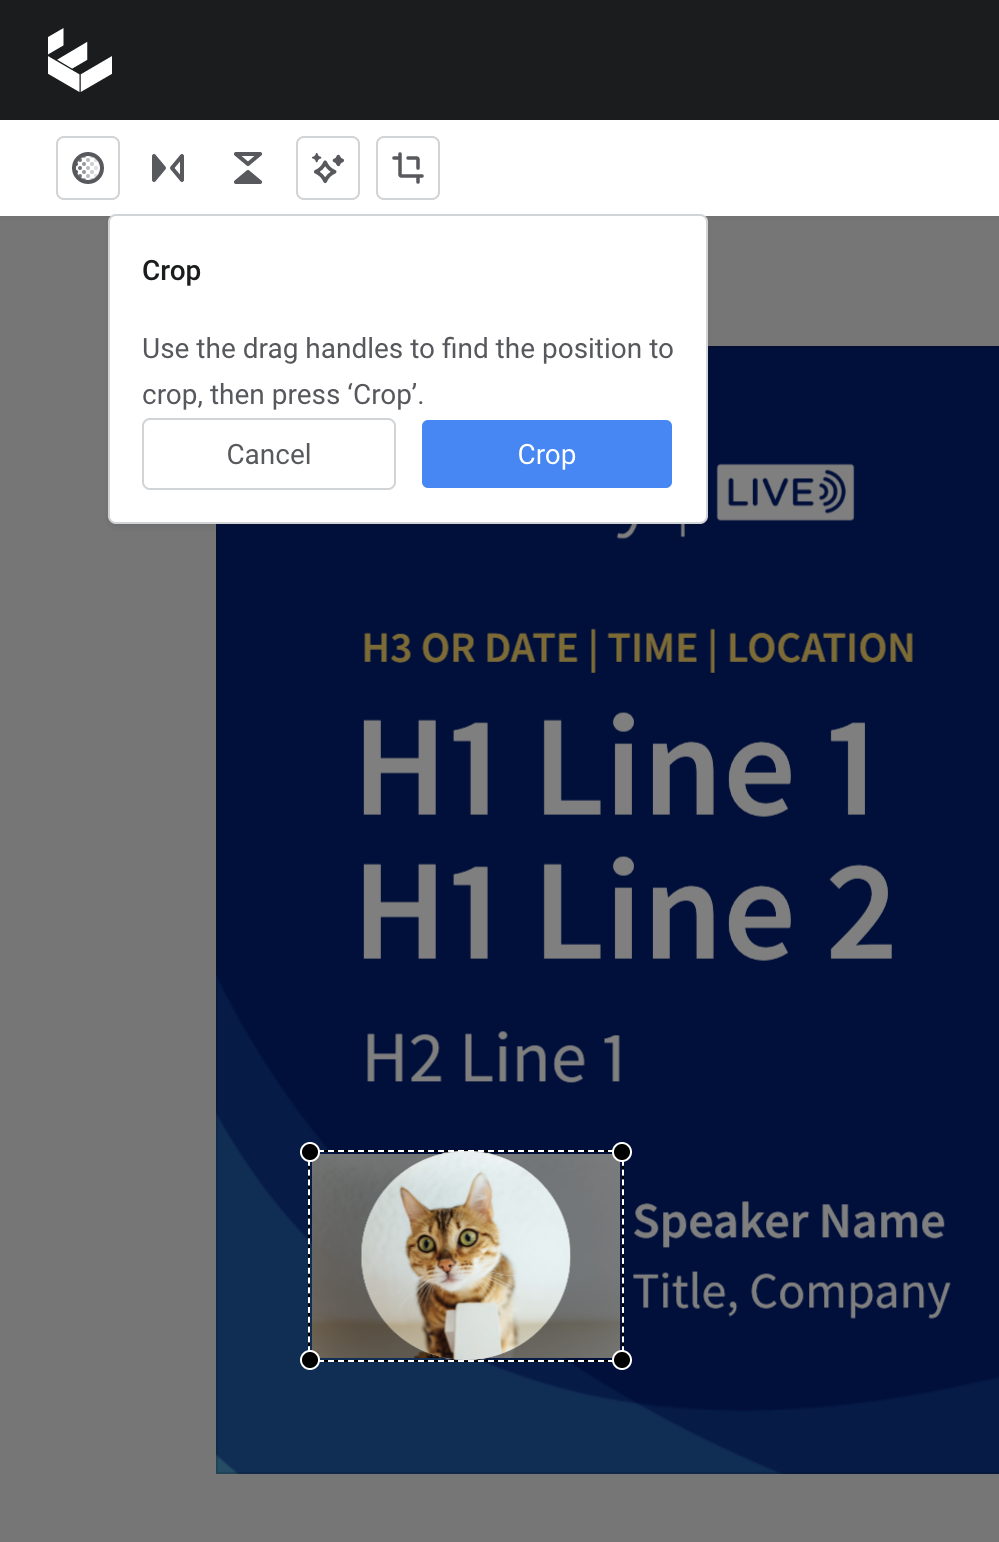 Crop
Use the drag handles to find the position to
crop, then press ‘Crop’.
Cancel
Crop
LIVE
H3 OR DATE | TIME | LOCATION
H1 Line 1
H1 Line 2
H2 Line 1
Speaker Name
Title, Company